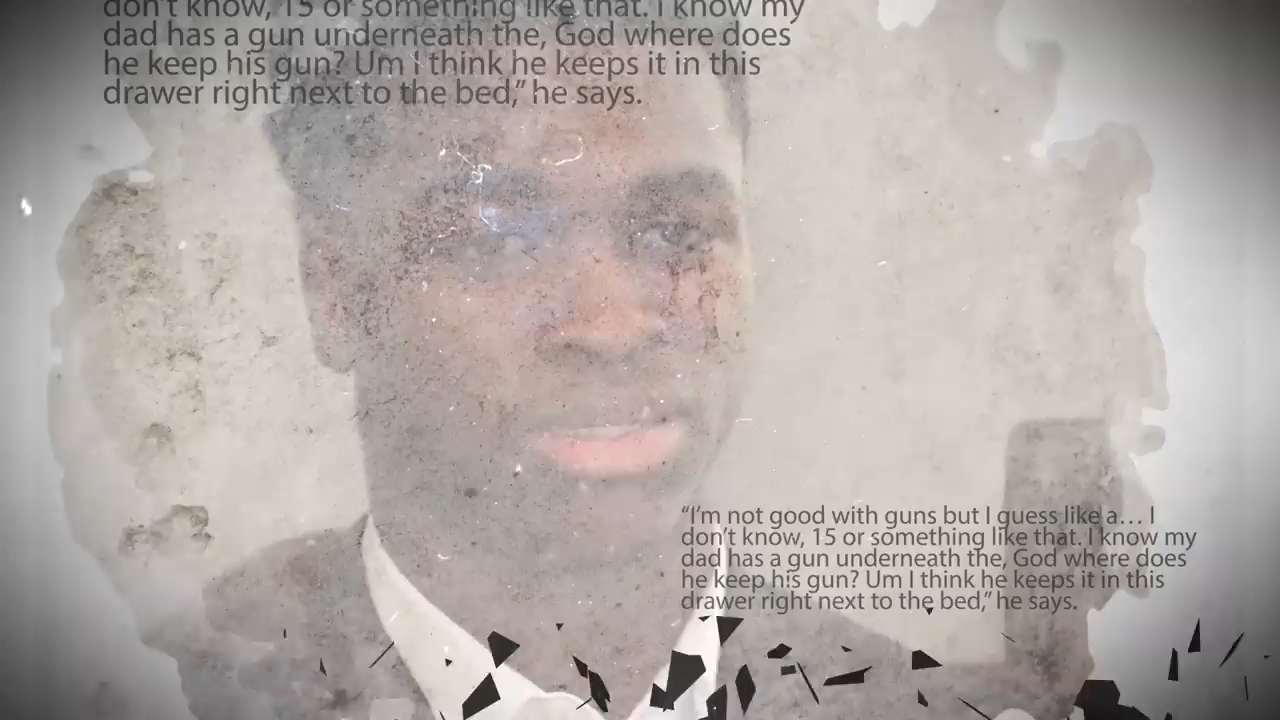 don't know, 15 or something like that. I know my
dad has a gun underneath the, God where does
he keep his gun? Um I think he keeps it in this
drawer right next to the bed,” he says.
“I'm not good with guns but I guess like a… I
don't know, 15 or something like that. I know my
dad has a gun underneath the, God where does
he keep his gun? Um I think he keeps it in this
drawer right next to the bed,” he says.